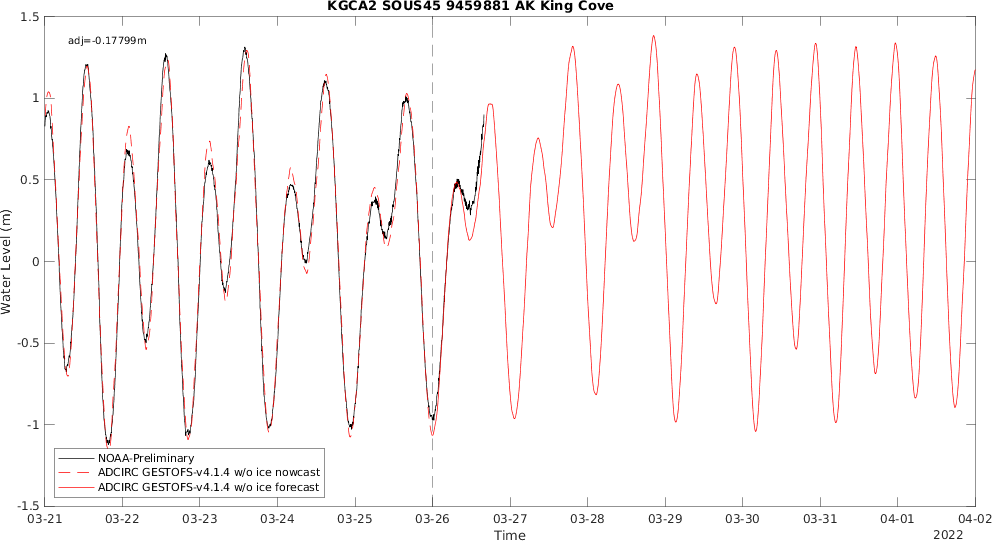 KGCA2 SOUS45 9459881 AK King Cove
adj=-0.17799m
Water Level (m)
1.5
1
0.5
0
-0.5
-1
-1.5
NOAA-Preliminary
ADCIRC GESTOFS-v4.1.4 w/o ice nowcast
ADCIRC GESTOFS-v4.1.4 w/o ice forecast
03-21 03-22 03-23 03-24 03-25 03-26 03-27 03-28 03-29 03-30 03-31 04-01 04-02
Time
2022